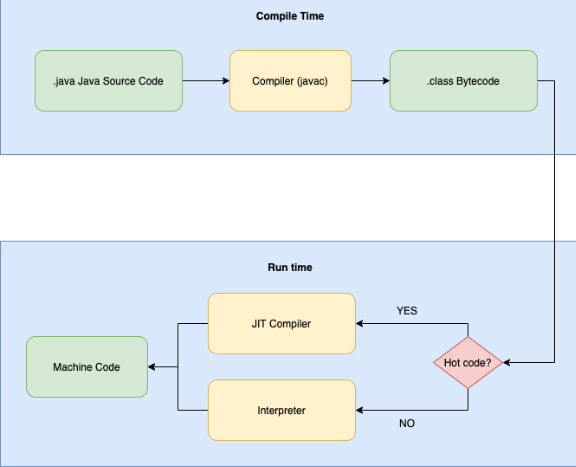 Compile Time
.java Java Source Code
Compiler (javac)
.class Bytecode
Run time
JIT Compiler
YES
Hot code?
Machine Code
Interpreter
NO